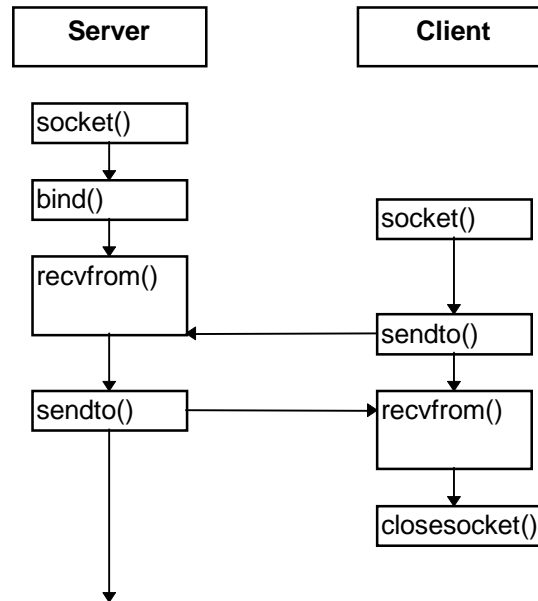 Server
Client
socket()
bind()
socket()
recvfrom()
sendto()
sendto()
recvfrom()
closesocket()